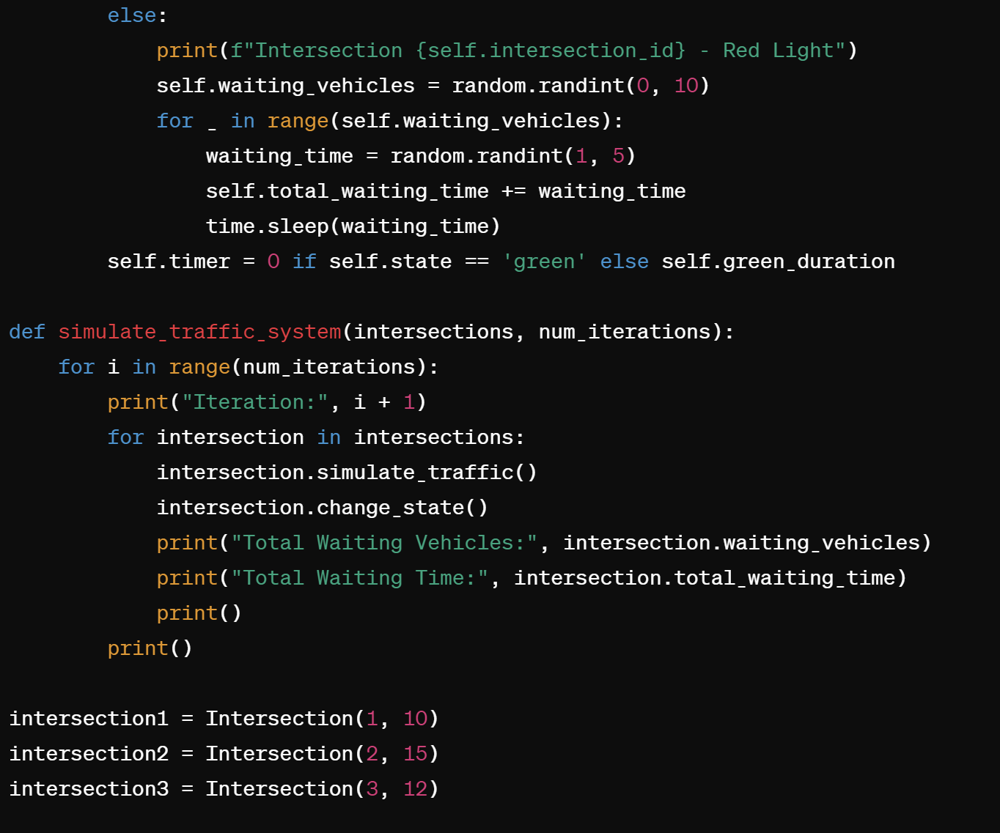 else:
            print(f"Intersection {self.intersection_id} - Red Light")
            self.waiting_vehicles = random.randint(0, 10)
            for _ in range(self.waiting_vehicles):
                waiting_time = random.randint(1, 5)
                self.total_waiting_time += waiting_time
                time.sleep(waiting_time)
        self.timer = 0 if self.state == 'green' else self.green_duration

def simulate_traffic_system(intersections, num_iterations):
    for i in range(num_iterations):
        print("Iteration:", i + 1)
        for intersection in intersections:
            intersection.simulate_traffic()
            intersection.change_state()
            print("Total Waiting Vehicles:", intersection.waiting_vehicles)
            print("Total Waiting Time:", intersection.total_waiting_time)
            print()
        print()

intersection1 = Intersection(1, 10)
intersection2 = Intersection(2, 15)
intersection3 = Intersection(3, 12)